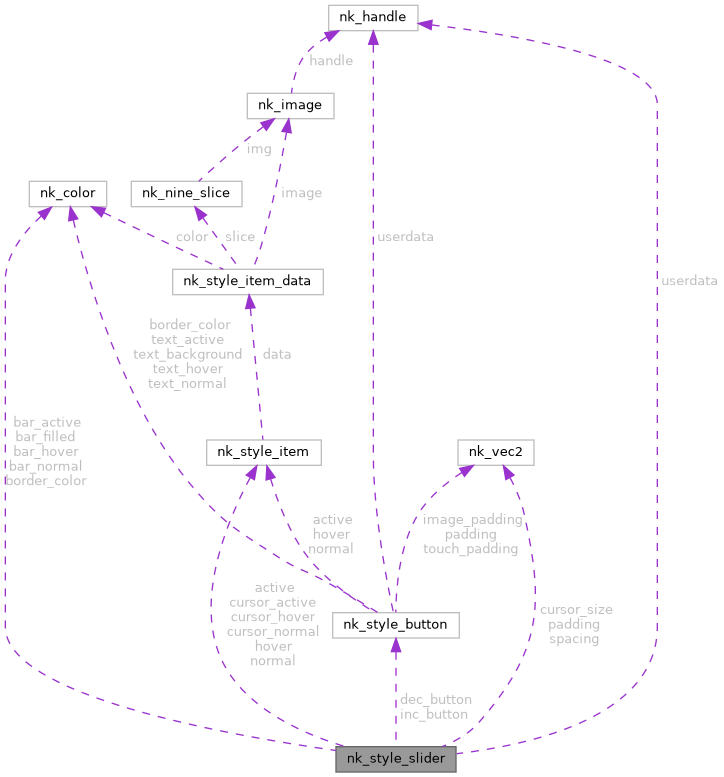 nk_handle
handle
nk_image
img
nk_color
nk_nine_slice
image
color
slice
userdata
nk_style_item_data
userdata
border_color
text_active
text_background
text_hover
text_normal
data
bar_active
bar_filled
bar_hover
bar_normal
border_color
nk_style_item
nk_vec2
active
hover
normal
image_padding
padding
touch_padding
active
cursor_active
cursor_hover
cursor_normal
hover
normal
nk_style_button
cursor_size
padding
spacing
dec_button
inc_button
nk_style_slider